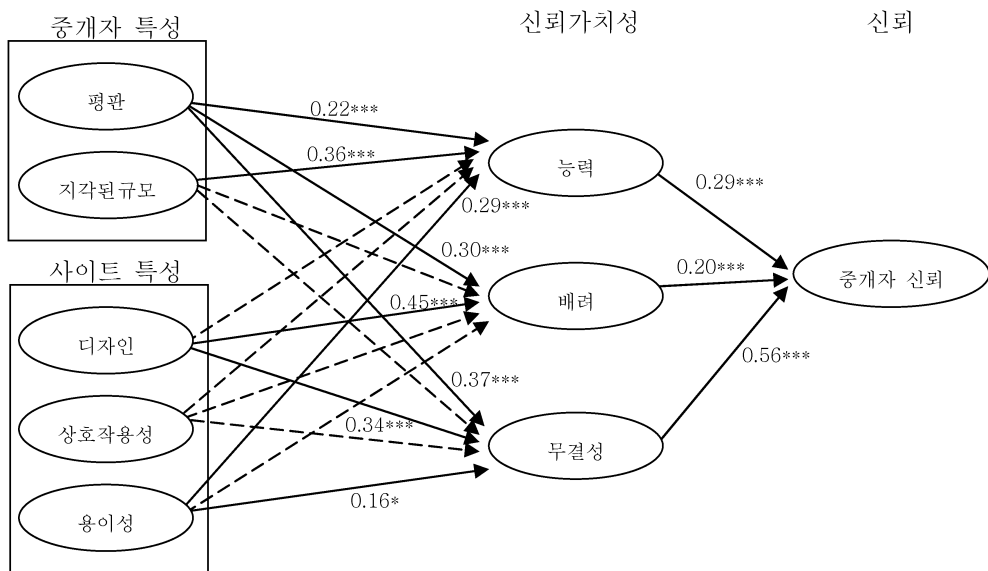 중개자 특성
신뢰가치성
신뢰
평판
0.22***
0.36***
능력
지각된규모
0.29***
0.29***
사이트 특성
0.30***
0.20***
중개자 신뢰
배려
0.45***
디자인
0.56***
0.37***
상호작용성
0.34***
무결성
0.16*
용이성